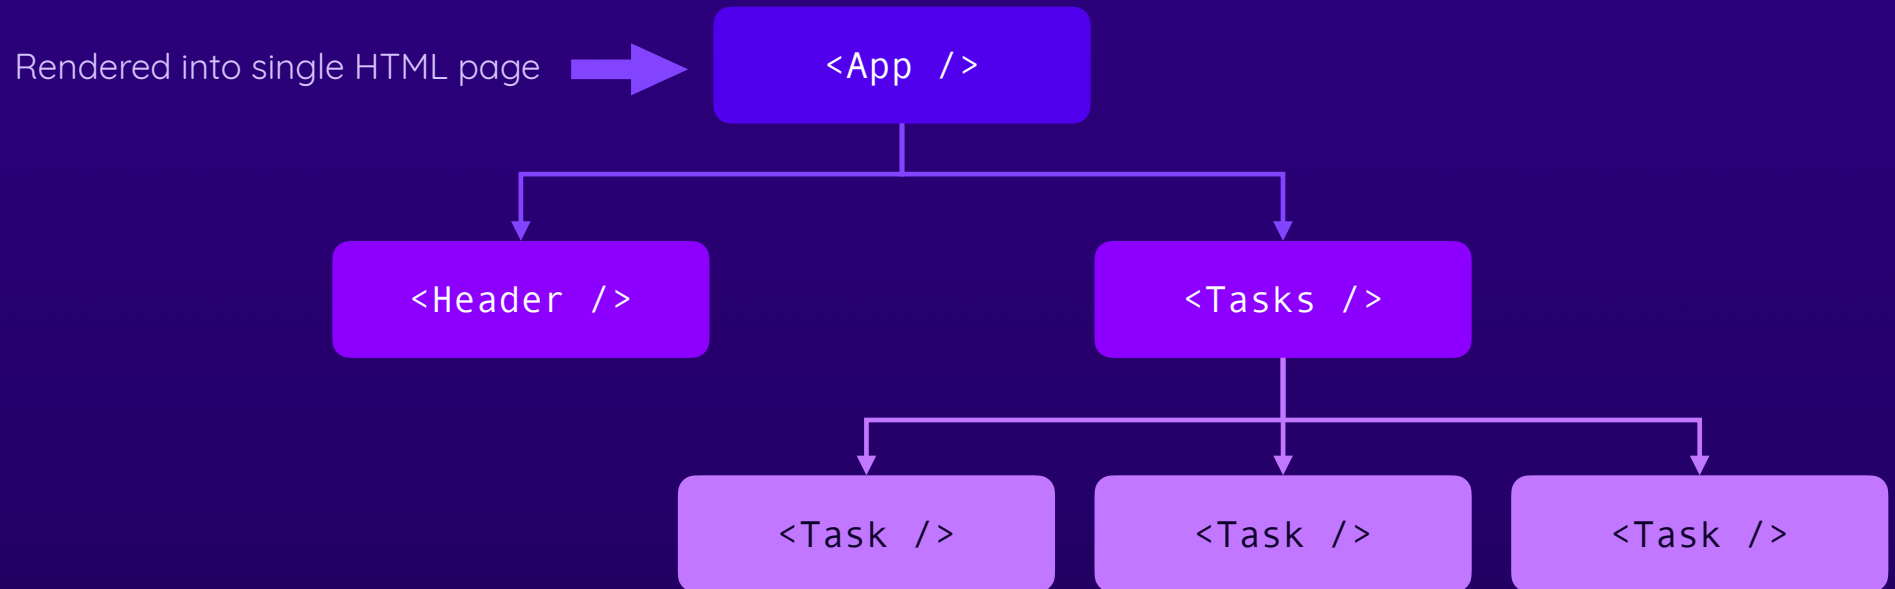 Rendered into single HTML page
<App />
<Header />
<Tasks />
<Task />
<Task />
<Task />